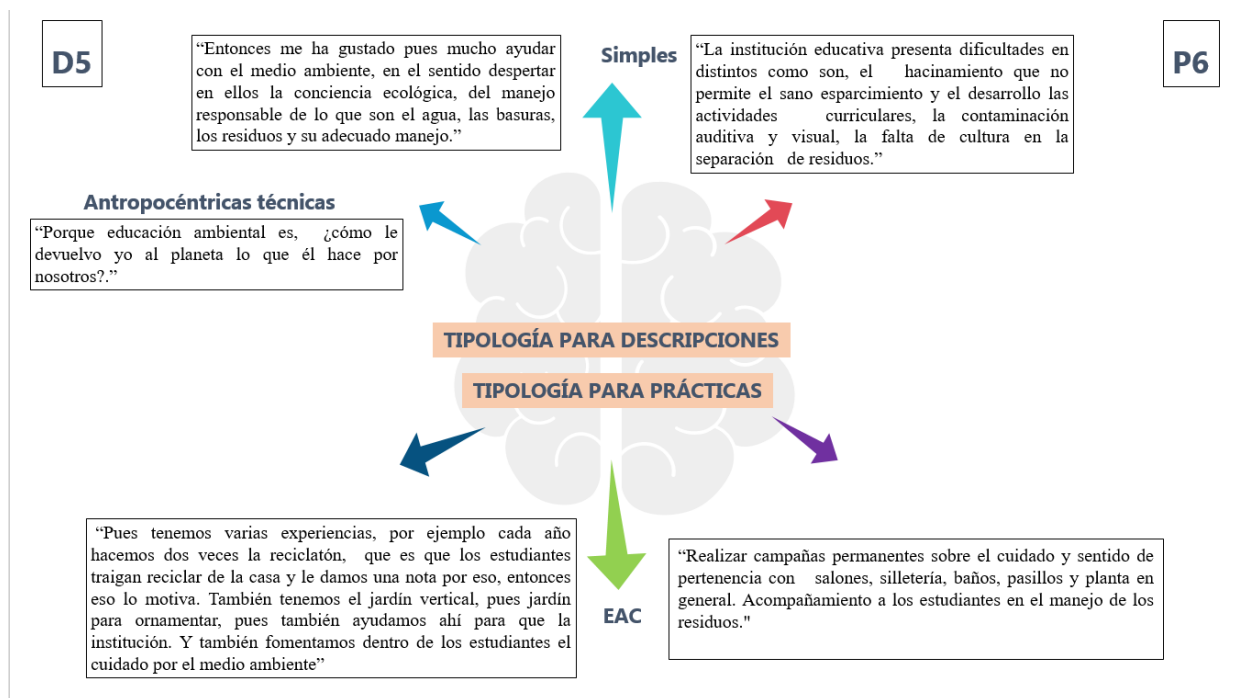 D5
“Entonces me ha gustado pues mucho ayudar
con el medio ambiente, en el sentido despertar
en ellos la conciencia ecológica, del manejo
responsable de lo que son el agua, las basuras,
los residuos y su adecuado manejo.”
Simples
“La institución educativa presenta dificultades en
distintos como son, el hacinamiento que no
permite el sano esparcimiento y el desarrollo las
actividades curriculares, la contaminación
auditiva y visual, la falta de cultura en la
separación de residuos.”
P6
Antropocéntricas técnicas
“Porque educación ambiental es, ¿cómo le
devuelvo yo al planeta lo que él hace por
nosotros?.”
TIPOLOGÍA PARA DESCRIPCIONES
TIPOLOGÍA PARA PRÁCTICAS
“Pues tenemos varias experiencias, por ejemplo cada año
hacemos dos veces la reciclatón, que es que los estudiantes
traigan reciclar de la casa y le damos una nota por eso, entonces
eso lo motiva. También tenemos el jardín vertical, pues jardín
para ornamentar, pues también ayudamos ahí para que la
institución. Y también fomentamos dentro de los estudiantes el
cuidado por el medio ambiente”
EAC
“Realizar campañas permanentes sobre el cuidado y sentido de
pertenencia con salones, silletería, baños, pasillos y planta en
general. Acompañamiento a los estudiantes en el manejo de los
residuos."